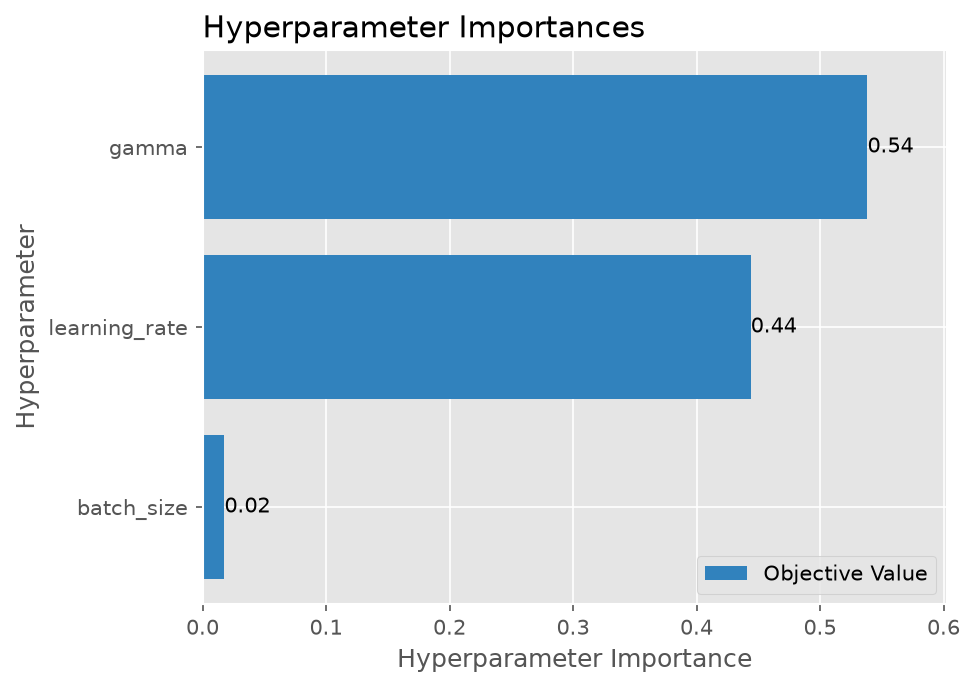 Hyperparameter Importances
gamma
0.54
learning_rate
0.44
batch_size
0.02
Hyperparameter
Objective Value
0.0 0.1 0.2 0.3 0.4 0.5 0.6
Hyperparameter Importance